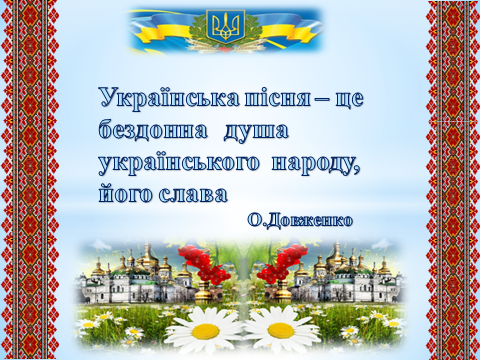 Українська пісня – це
бездонна душа
українського народу,
його слава
О.Довженко